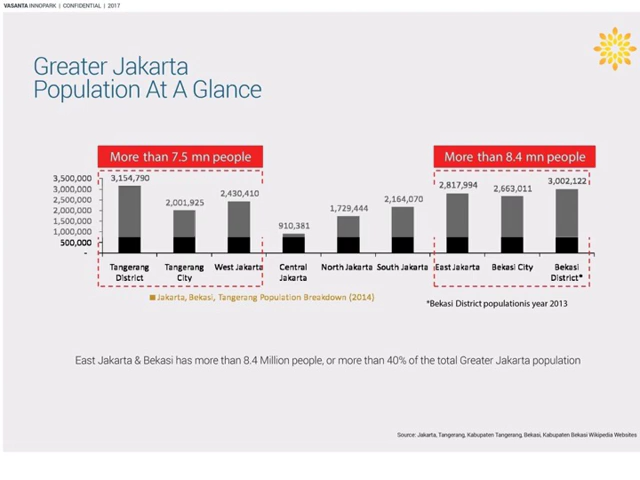 VASANTA INNOPARK | CONFIDENTIAL | 2017
Greater Jakarta
Population At A Glance
More than 7.5 mn people
More than 8.4 mn people
3,500,000
3,000,000
2,500,000
2,000,000
1,500,000
1,000,000
500,000
-
3,154,790
2,001,925
2,430,410
910,381
1,729,444
2,164,070
2,817,994
2,663,011
3,002,122
Tangerang District
Tangerang City
West Jakarta
Central Jakarta
North Jakarta
South Jakarta
East Jakarta
Bekasi City
Bekasi District*
Jakarta, Bekasi, Tangerang Population Breakdown (2014)
*Bekasi District populationis year 2013
East Jakarta & Bekasi has more than 8.4 Million people, or more than 40% of the total Greater Jakarta population
Source: Jakarta, Tangerang, Kabupaten Tangerang, Bekasi, Kabupaten Bekasi Wikipedia Websites